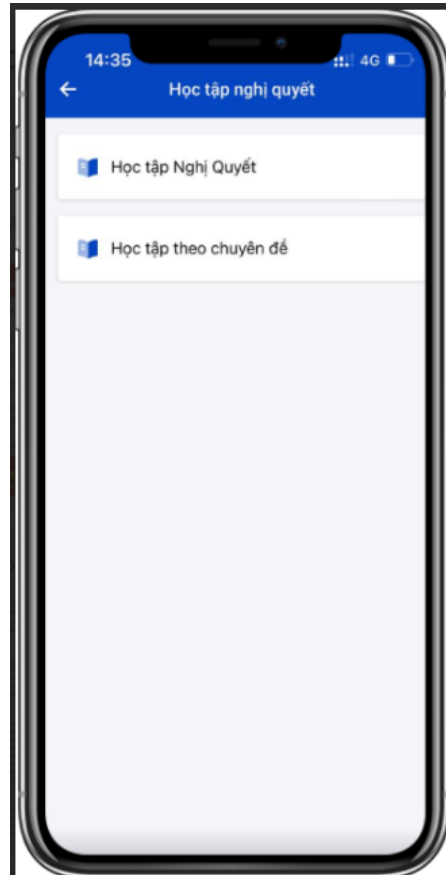 14:35
4G
Học tập nghị quyết
Học tập Nghị Quyết
Học tập theo chuyên đề